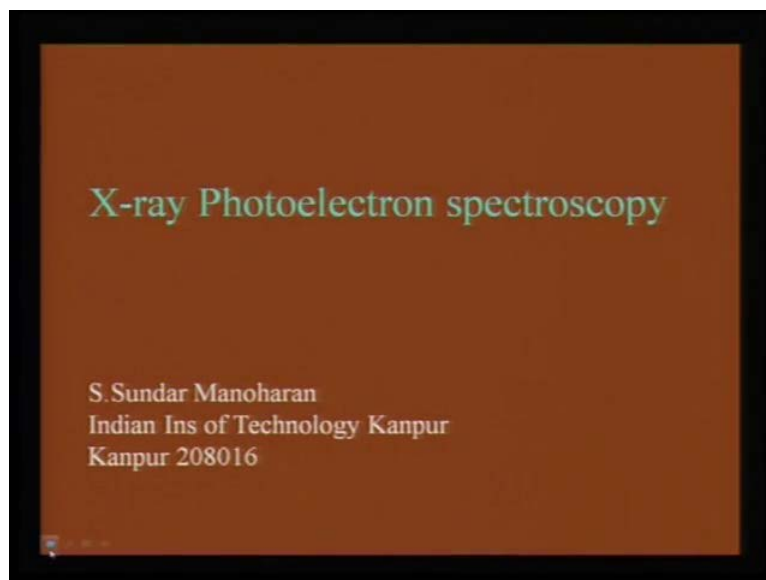 X-ray Photoelectron spectroscopy
S.Sundar Manoharan
Indian Ins of Technology Kanpur
Kanpur 208016